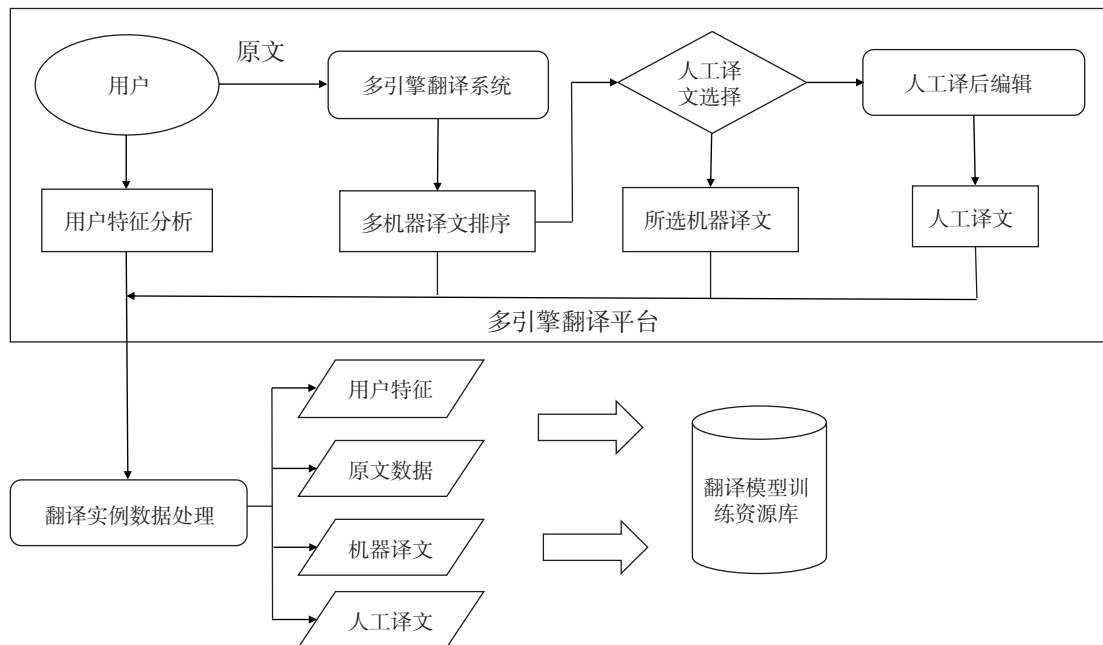 原文
用户
多引擎翻译系统
人工译
文选择
人工译后编辑
用户特征分析
多机器译文排序
所选机器译文
人工译文
多引擎翻译平台
用户特征
原文数据
翻译实例数据处理
机器译文
人工译文
翻译模型训
练资源库